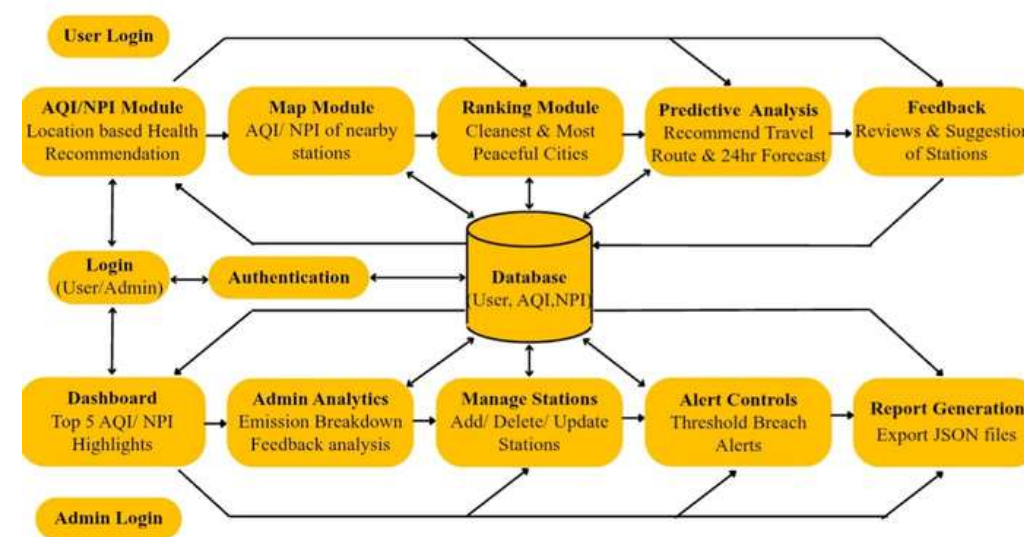 User Login
AQI/NPI Module
Location based Health
Recommendation
Map Module
AQI/ NPI of nearby
stations
Ranking Module
Cleanest & Most
Peaceful Cities
Predictive Analysis
Recommend Travel
Route & 24hr Forecast
Feedback
Reviews & Suggestion
of Stations
Login
(User/Admin)
Authentication
Database
(User, AQI,NPI)
Dashboard
Top 5 AQI/ NPI
Highlights
Admin Analytics
Emission Breakdown
Feedback analysis
Manage Stations
Add/ Delete/ Update
Stations
Alert Controls
Threshold Breach
Alerts
Report Generation
Export JSON files
Admin Login